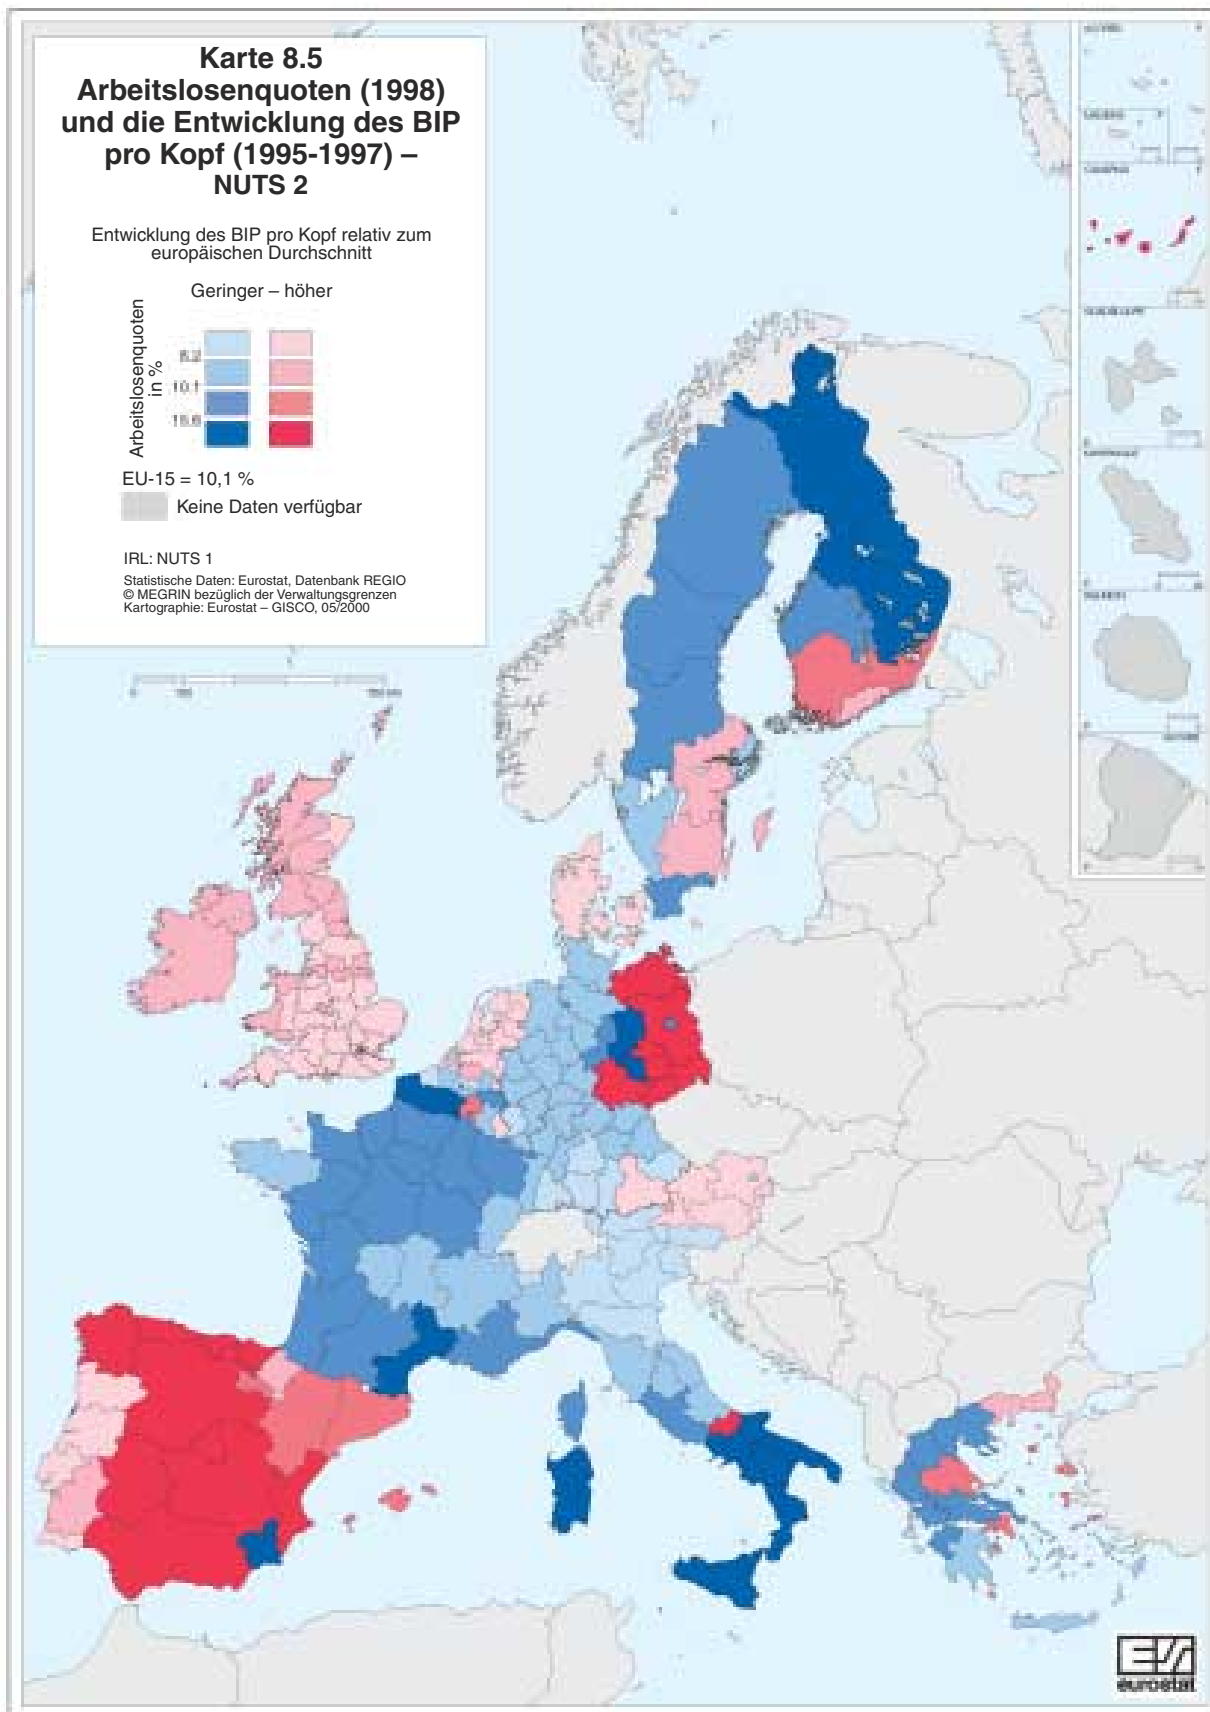 Karte 8.5
Arbeitslosenquoten (1998)
und die Entwicklung des BIP
pro Kopf (1995-1997) –
NUTS 2
Entwicklung des BIP pro Kopf relativ zum
europäischen Durchschnitt
Geringer – höher
Arbeitslosenquoten
in %
8.2
10.1
15.6
EU-15 = 10,1 %
Keine Daten verfügbar
IRL: NUTS 1
Statistische Daten: Eurostat, Datenbank REGIO
© MEGRIN bezüglich der Verwaltungsgrenzen
Kartographie: Eurostat – GISCO, 05/2000
eurostat